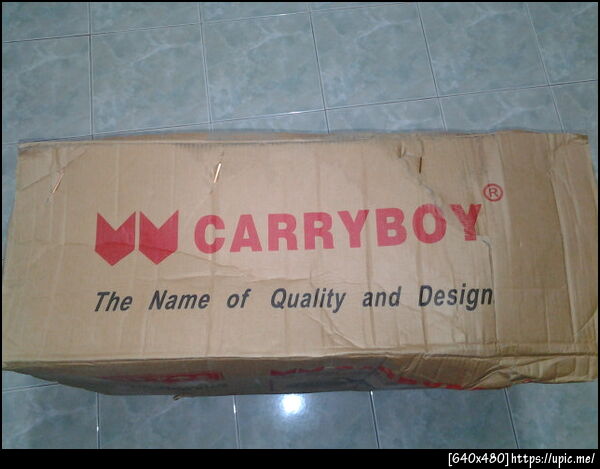 CARRYBOY®
The Name of Quality and Design
[640x480]https://upic.me/